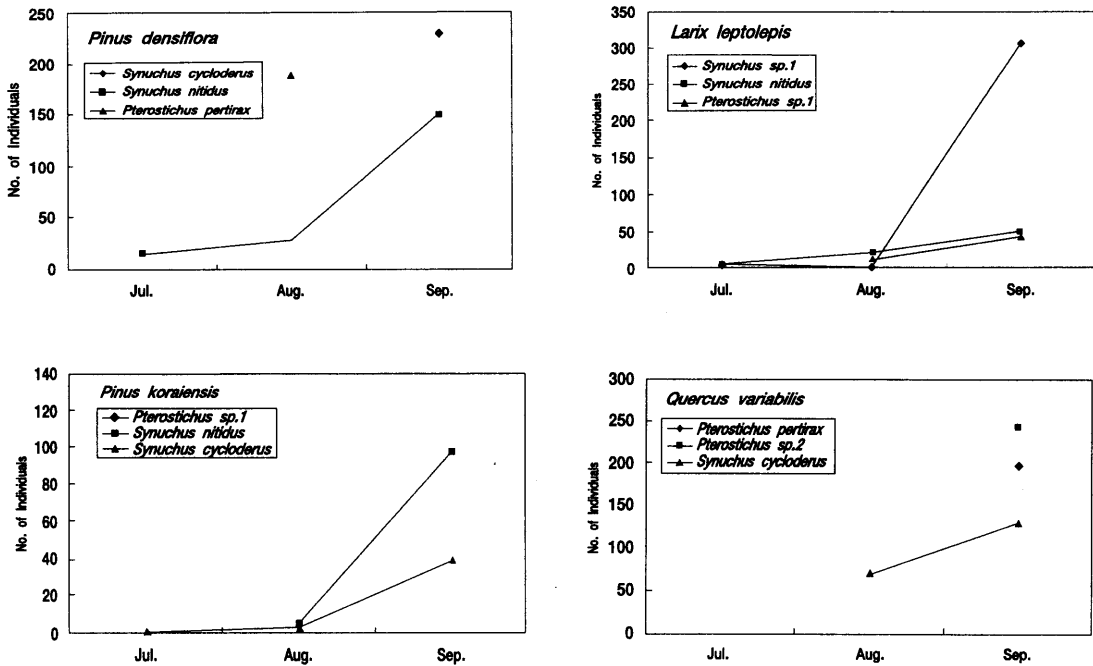 Pinus densiflora
Synuchus cycloderus
Synuchus nitidus
Pterostichus pertirax
No. of Individuals
250
200
150
100
50
0
Jul.
Aug.
Sep.
Larix leptolepis
Synuchus sp.1
Synuchus nitidus
Pterostichus sp.1
No. of Individuals
350
300
250
200
150
100
50
0
Jul.
Aug.
Sep.
Pinus koraiensis
Pterostichus sp.1
Synuchus nitidus
Synuchus cycloderus
No. of Individuals
140
120
100
80
60
40
20
0
Jul.
Aug.
Sep.
Quercus variabilis
Pterostichus pertirax
Pterostichus sp.2
Synuchus cycloderus
No. of Individuals
300
250
200
150
100
50
0
Jul.
Aug.
Sep.